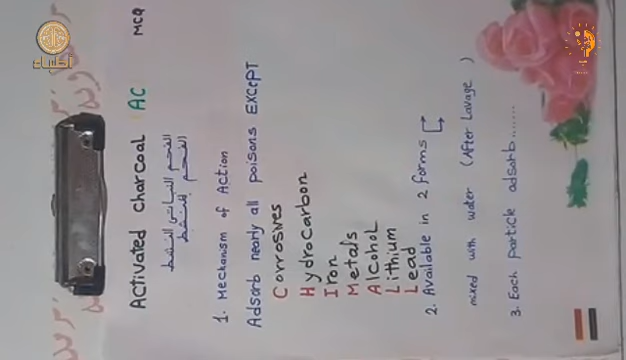 أطباء
Activated charcoal AC MCQ
الفحم النباتي النشط
الفحم المنشط
1. Mechanism of Action
Adsorb nearly all poisons EXCEPT
Corrosives
Hydrocarbon
Iron
Metals
Alcohol
Lithium
Lead
2. Available in 2 forms
mixed with water (After Lavage )
3. Each particle adsorb......